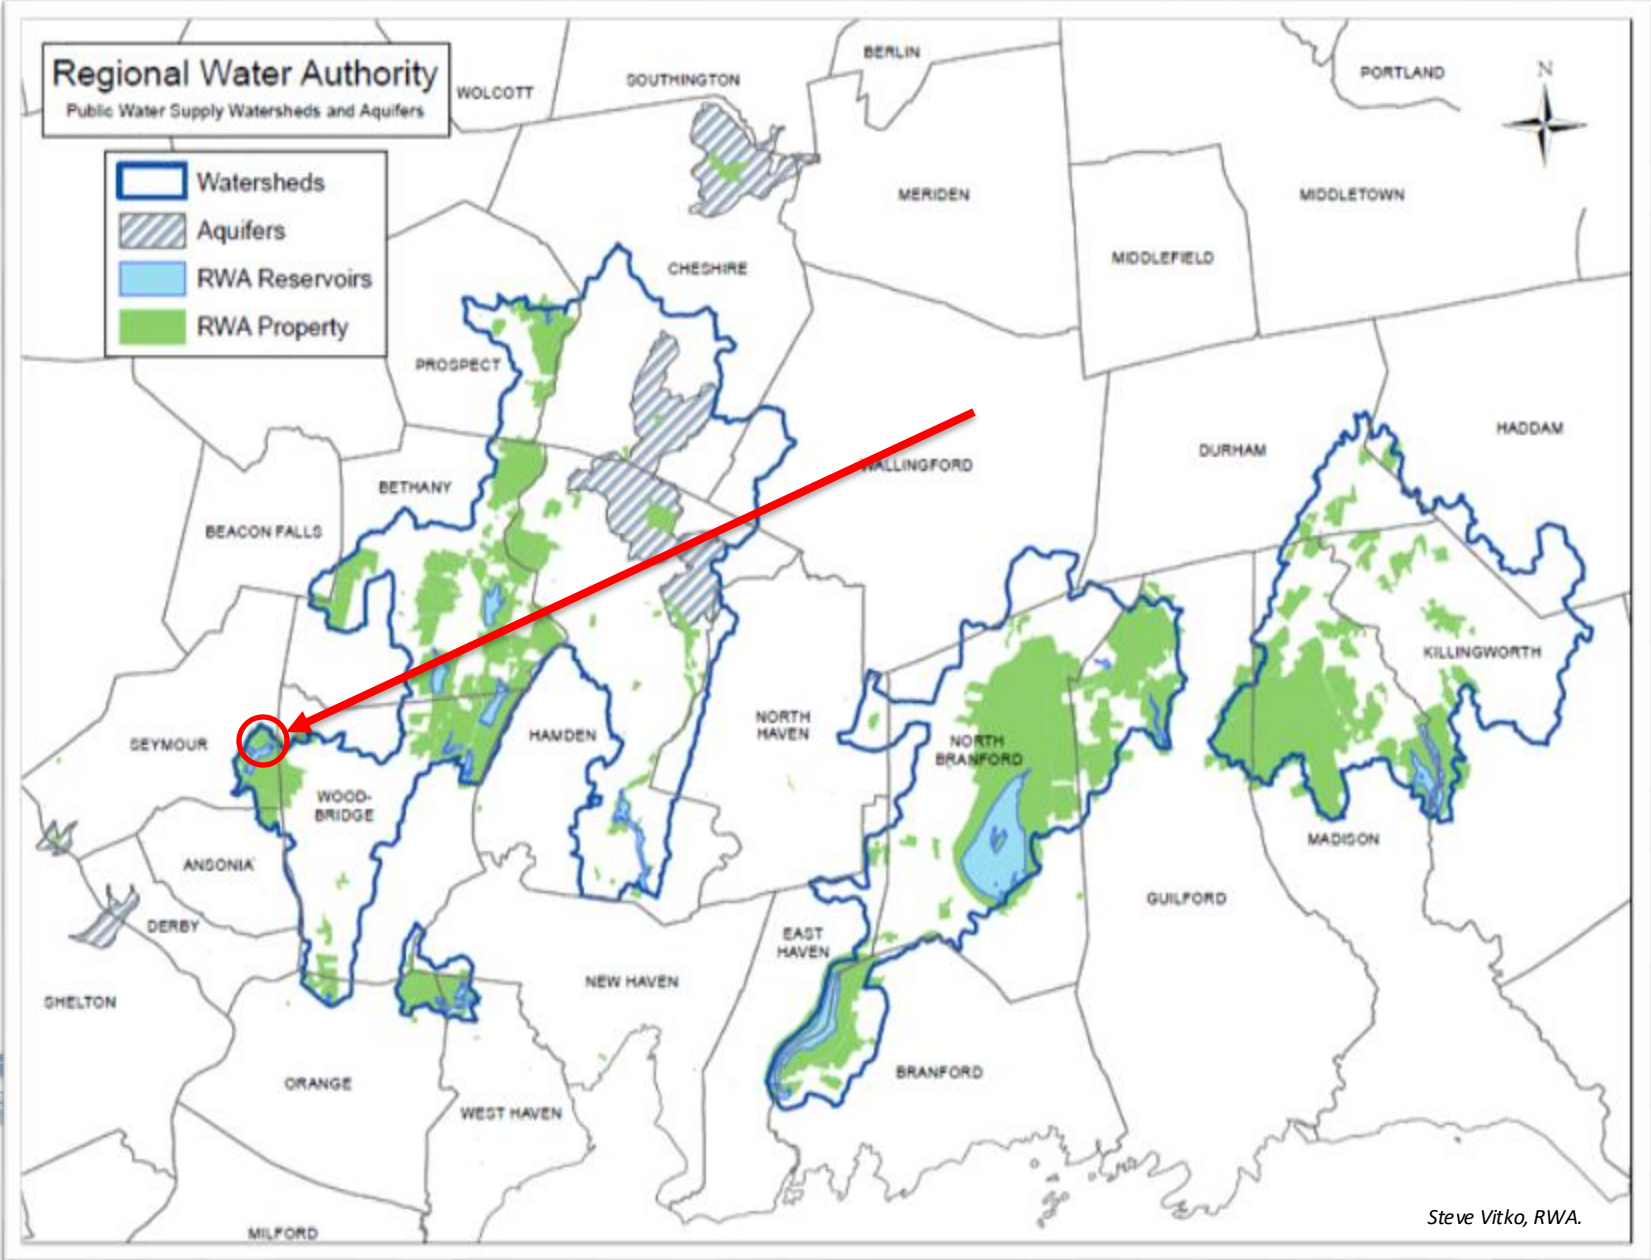 Regional Water Authority
Public Water Supply Watersheds and Aquifers
Watersheds
Aquifers
RWA Reservoirs
RWA Property
WOLCOTT
SOUTHINGTON
BERLIN
PORTLAND
N
MERIDEN
MIDDLETOWN
MIDDLEFIELD
CHESHIRE
PROSPECT
HADDAM
DURHAM
WALLINGFORD
BETHANY
BEACON FALLS
KILLINGWORTH
SEYMOUR
HAMDEN
NORTH
HAVEN
NORTH
BRANFORD
WOOD-
BRIDGE
MADISON
ANSONIA
GUILFORD
DERBY
EAST
HAVEN
NEW HAVEN
SHELTON
BRANFORD
ORANGE
WEST HAVEN
MILFORD
Steve Vitko, RWA.